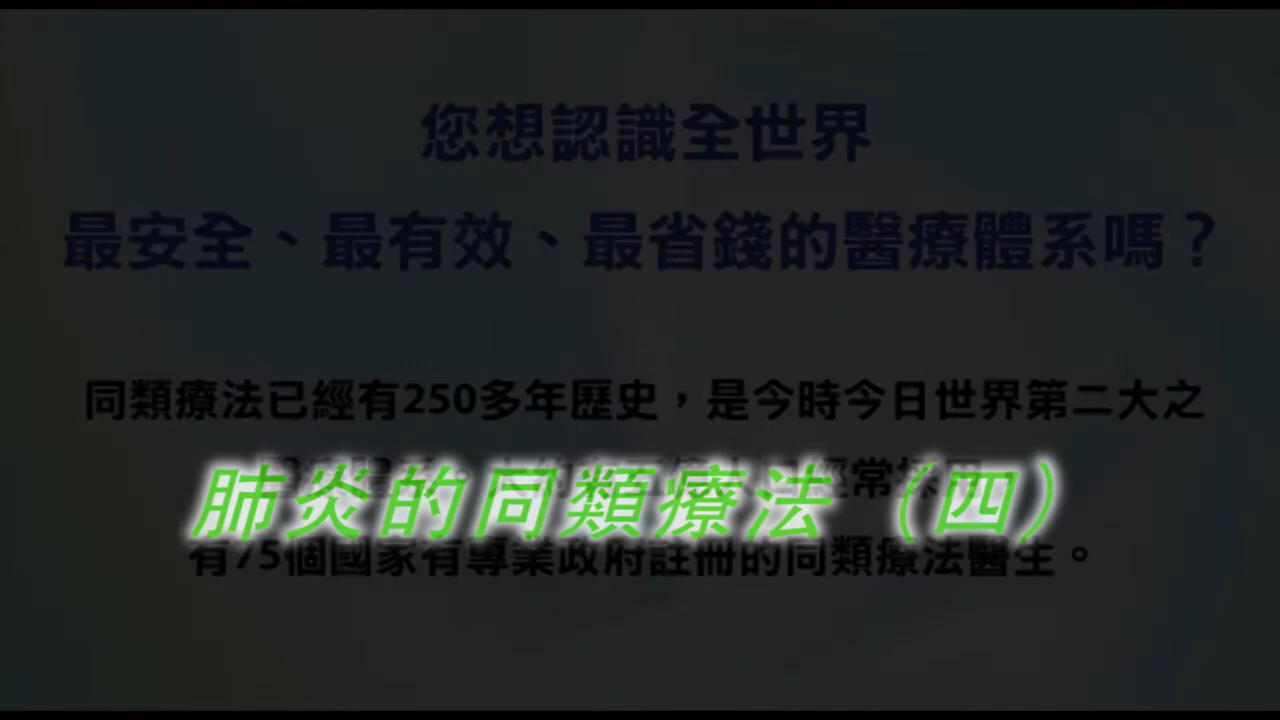 您想認識全世界
最安全、最有效、最省錢的醫療體系嗎？
同類療法已經有250多年歷史，是今時今日世界第二大之
肺炎的同類療法（四）
有75個國家有專業政府註冊的同類療法醫生。